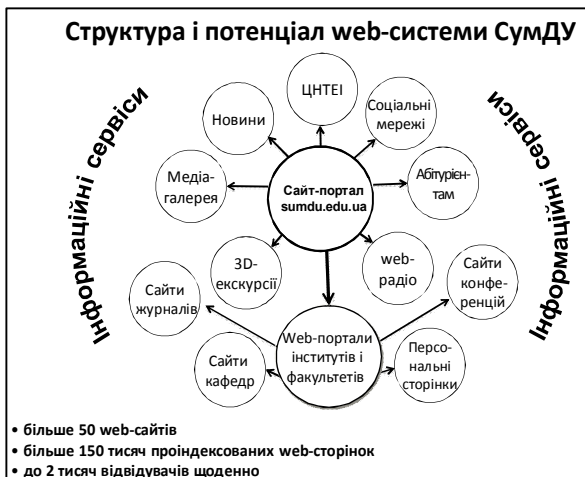 Структура і потенціал web-системи СумДУ
Інформаційні сервіси
Інформаційні сервіси
ЦНТЕІ
Новини
Соціальні
мережі
Медіа-
галерея
Сайт-портал
sumdu.edu.ua
Абітурієн-
там
3D-
екскурсії
web-
радіо
Сайти
журналів
Сайти
конфе-
ренцій
Web-портали
інститутів і
факультетів
Сайти
кафедр
Персо-
нальні
сторінки
• більше 50 web-сайтів
• більше 150 тисяч проіндексованих web-сторінок
• до 2 тисяч відвідувачів щоденно